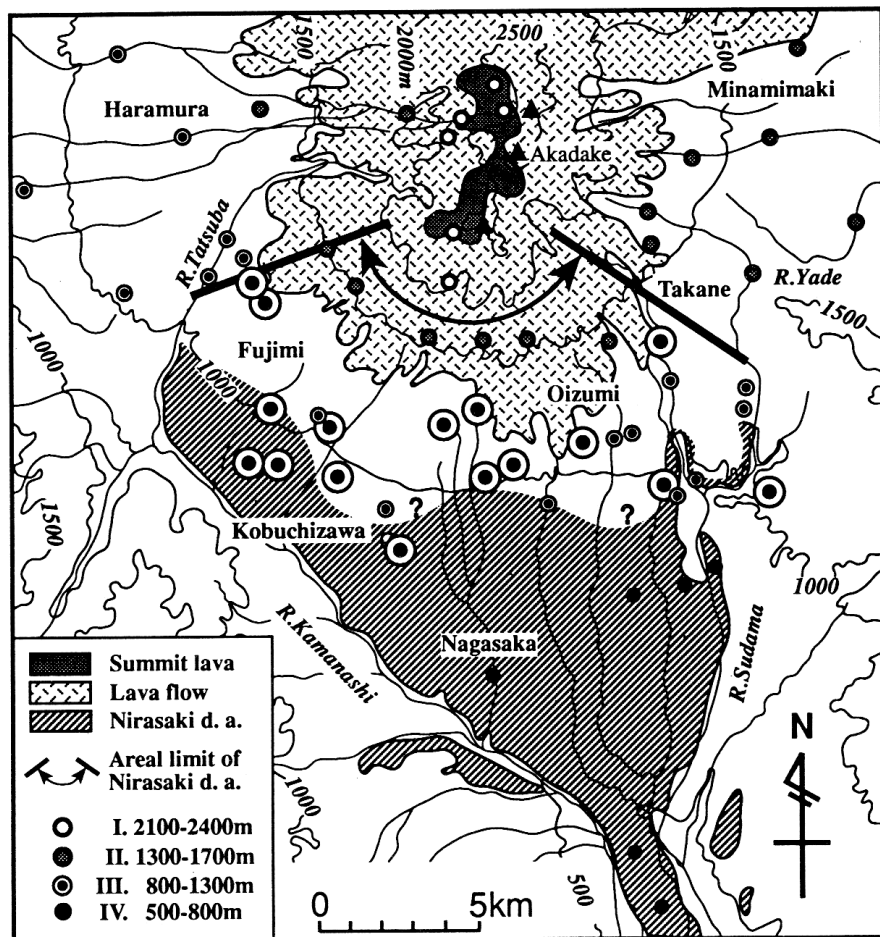 1500
2000m
2500
1500
Haramura
Minamimaki
Akadake
R.Tatsuba
Takane
R.Yade
1500
1000
Fujimi
1000
Oizumi
1500
?
?
Kobuchizawa
1000
R.Kamanashi
Nagasaka
R.Sudama
N
1000
500
0 5km
Summit lava
Lava flow
Nirasaki d. a.
Areal limit of
Nirasaki d. a.
I. 2100-2400m
II. 1300-1700m
III. 800-1300m
IV. 500-800m